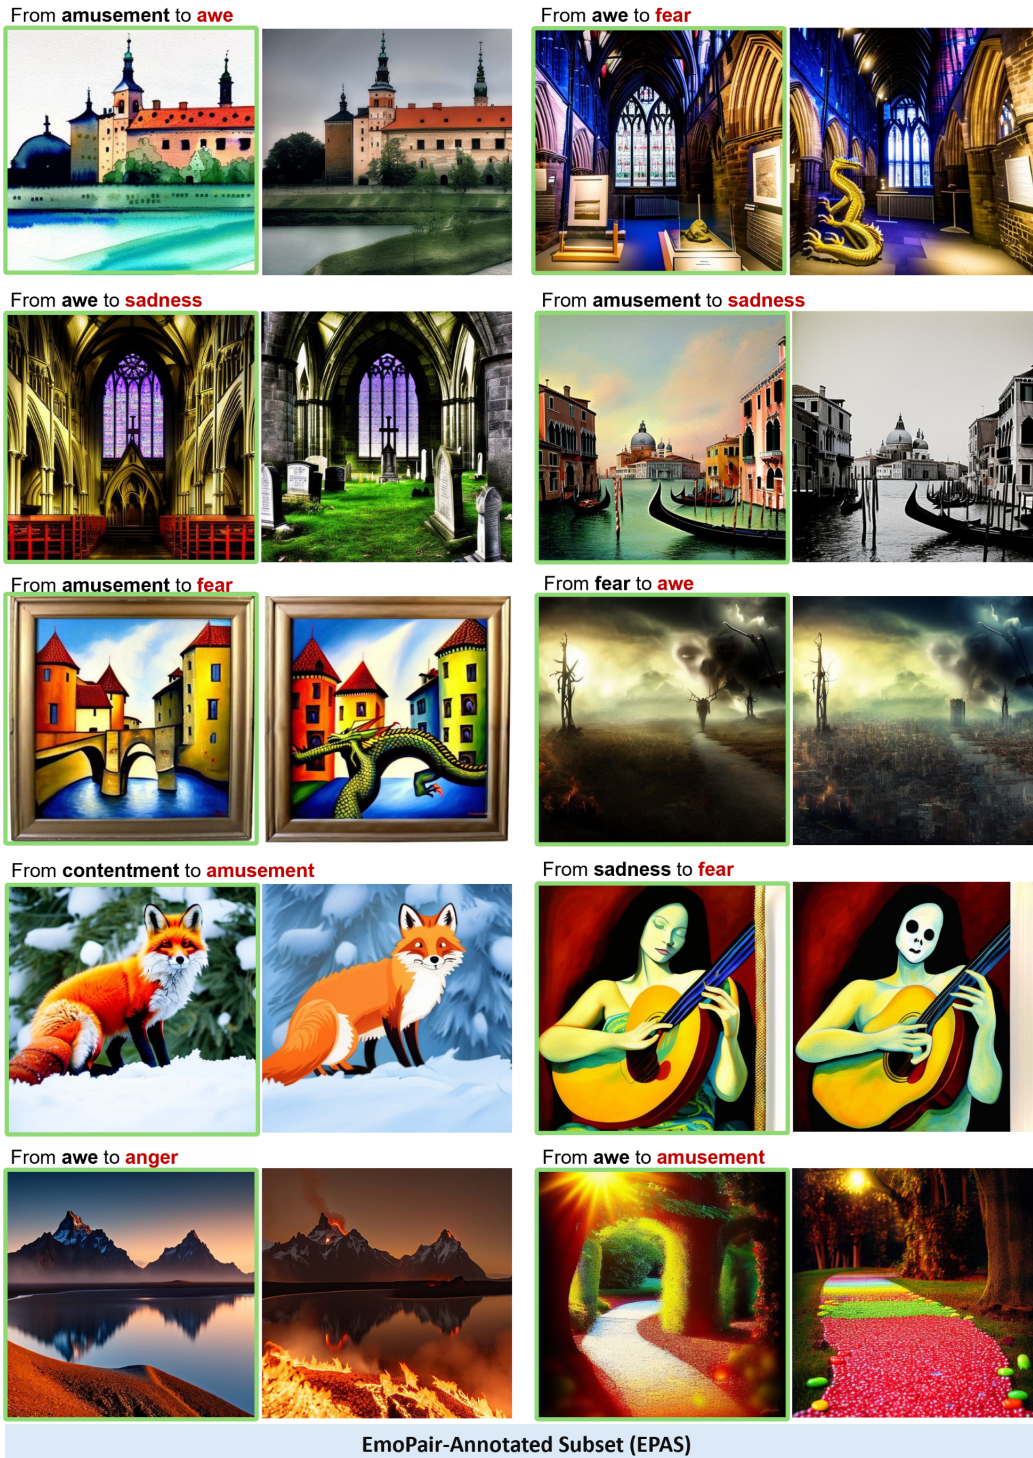 From amusement to awe
From awe to fear
From awe to sadness
From amusement to sadness
From amusement to fear
From fear to awe
From contentment to amusement
From sadness to fear
From awe to anger
From awe to amusement
EmoPair-Annotated Subset (EPAS)